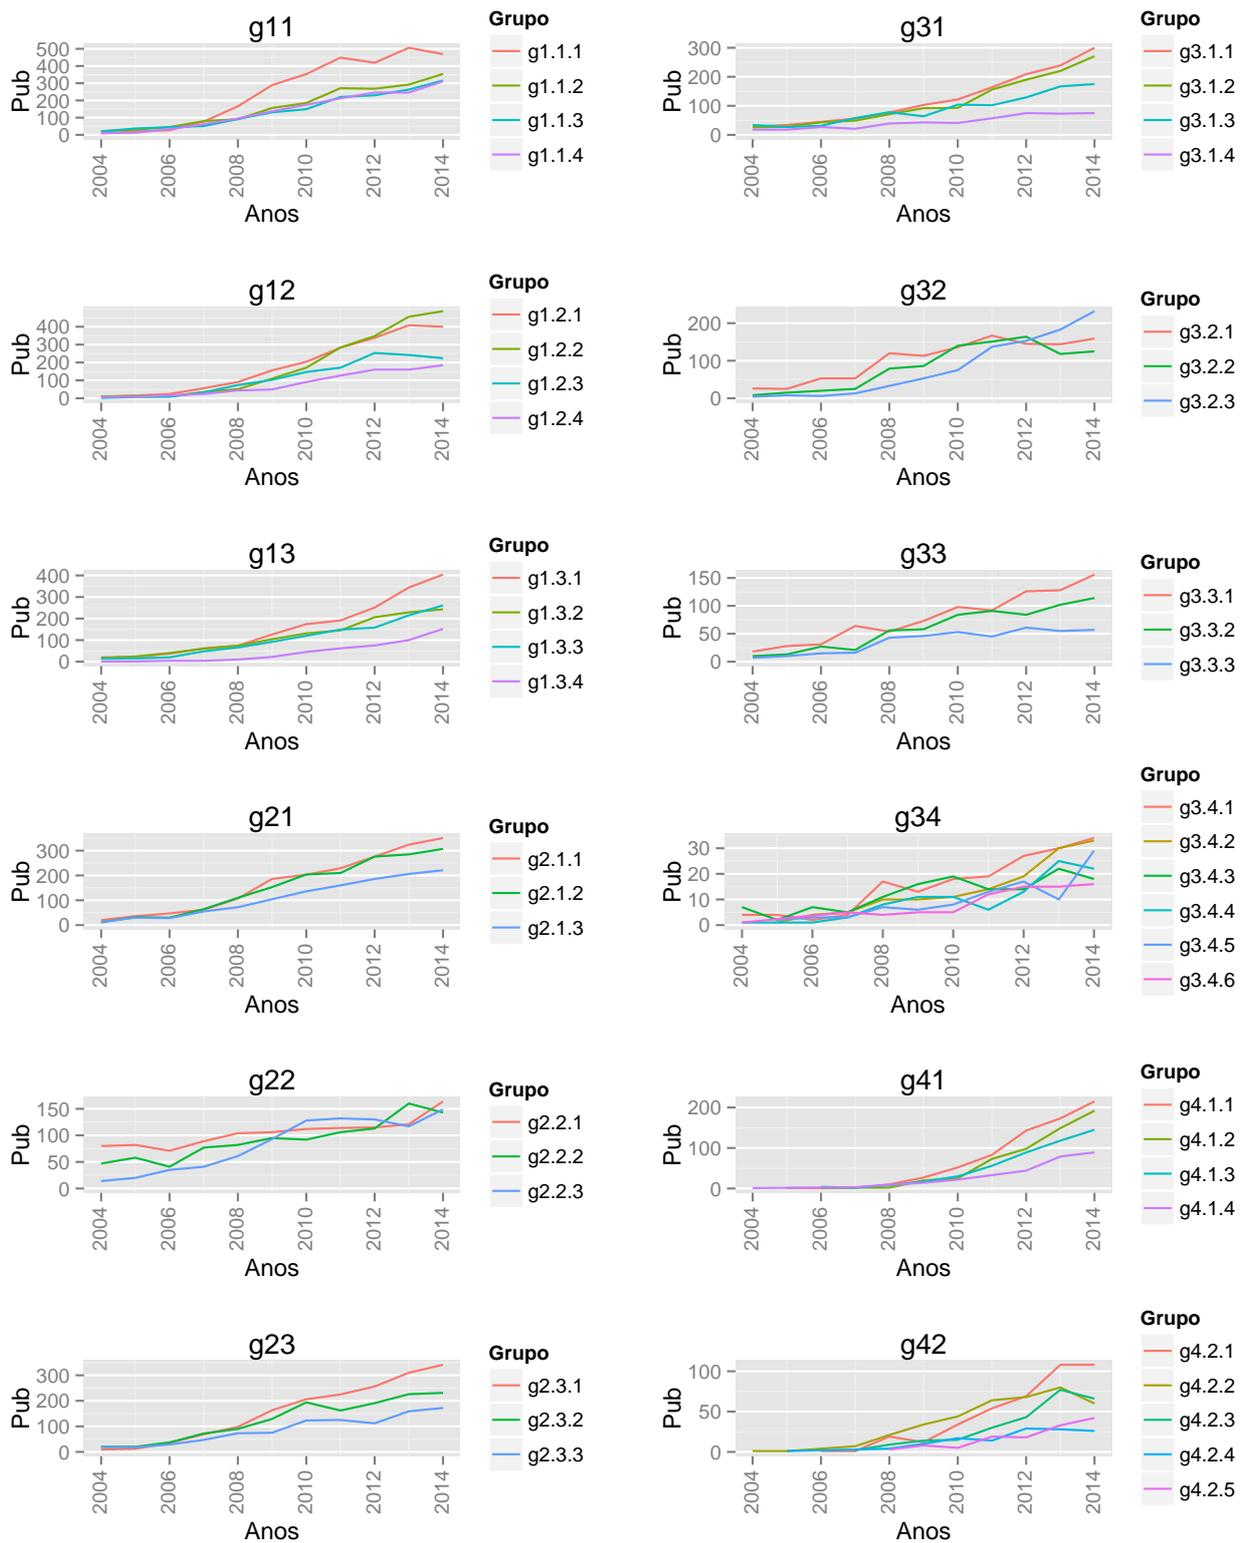 g11
Pub
500
400
300
200
100
0
2004
2006
2008
2010
2012
2014
Anos
Grupo
g1.1.1
g1.1.2
g1.1.3
g1.1.4
g31
Pub
300
200
100
0
2004
2006
2008
2010
2012
2014
Anos
Grupo
g3.1.1
g3.1.2
g3.1.3
g3.1.4
g12
Pub
400
300
200
100
0
2004
2006
2008
2010
2012
2014
Anos
Grupo
g1.2.1
g1.2.2
g1.2.3
g1.2.4
g32
Pub
200
100
0
2004
2006
2008
2010
2012
2014
Anos
Grupo
g3.2.1
g3.2.2
g3.2.3
g13
Pub
400
300
200
100
0
2004
2006
2008
2010
2012
2014
Anos
Grupo
g1.3.1
g1.3.2
g1.3.3
g1.3.4
g33
Pub
150
100
50
0
2004
2006
2008
2010
2012
2014
Anos
Grupo
g3.3.1
g3.3.2
g3.3.3
g21
Pub
300
200
100
0
2004
2006
2008
2010
2012
2014
Anos
Grupo
g2.1.1
g2.1.2
g2.1.3
g34
Pub
30
20
10
0
2004
2006
2008
2010
2012
2014
Anos
Grupo
g3.4.1
g3.4.2
g3.4.3
g3.4.4
g3.4.5
g3.4.6
g22
Pub
150
100
50
0
2004
2006
2008
2010
2012
2014
Anos
Grupo
g2.2.1
g2.2.2
g2.2.3
g41
Pub
200
100
0
2004
2006
2008
2010
2012
2014
Anos
Grupo
g4.1.1
g4.1.2
g4.1.3
g4.1.4
g23
Pub
300
200
100
0
2004
2006
2008
2010
2012
2014
Anos
Grupo
g2.3.1
g2.3.2
g2.3.3
g42
Pub
100
50
0
2004
2006
2008
2010
2012
2014
Anos
Grupo
g4.2.1
g4.2.2
g4.2.3
g4.2.4
g4.2.5